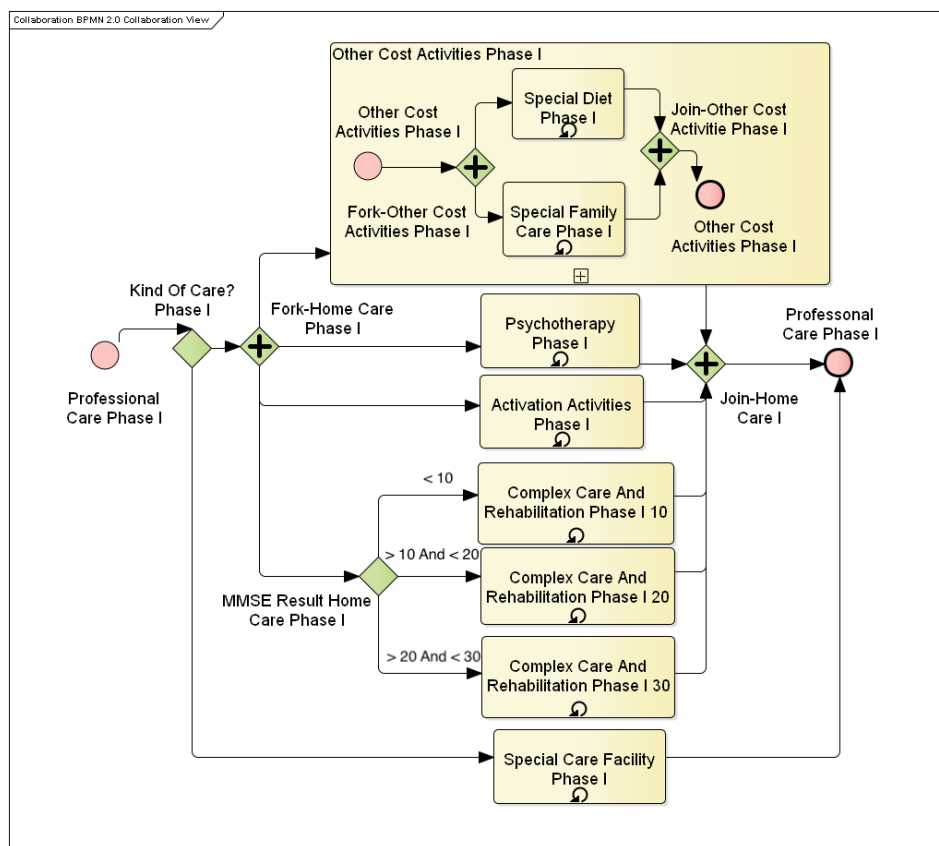 Collaboration BPMN 2.0 Collaboration View
Other Cost Activities Phase I
Other Cost
Activities Phase I
Special Diet
Phase I
Join-Other Cost
Activitie Phase I
Fork-Other Cost
Activities Phase I
Special Family
Care Phase I
Other Cost
Activities Phase I
Kind Of Care?
Phase I
Fork-Home Care
Phase I
Psychotherapy
Phase I
Professonal
Care Phase I
Professional
Care Phase I
Activation Activities
Phase I
Join-Home
Care I
< 10
Complex Care And
Rehabilitation Phase I 10
> 10 And < 20
Complex Care And
Rehabilitation Phase I 20
MMSE Result Home
Care Phase I
> 20 And < 30
Complex Care And
Rehabilitation Phase I 30
Special Care Facility
Phase I